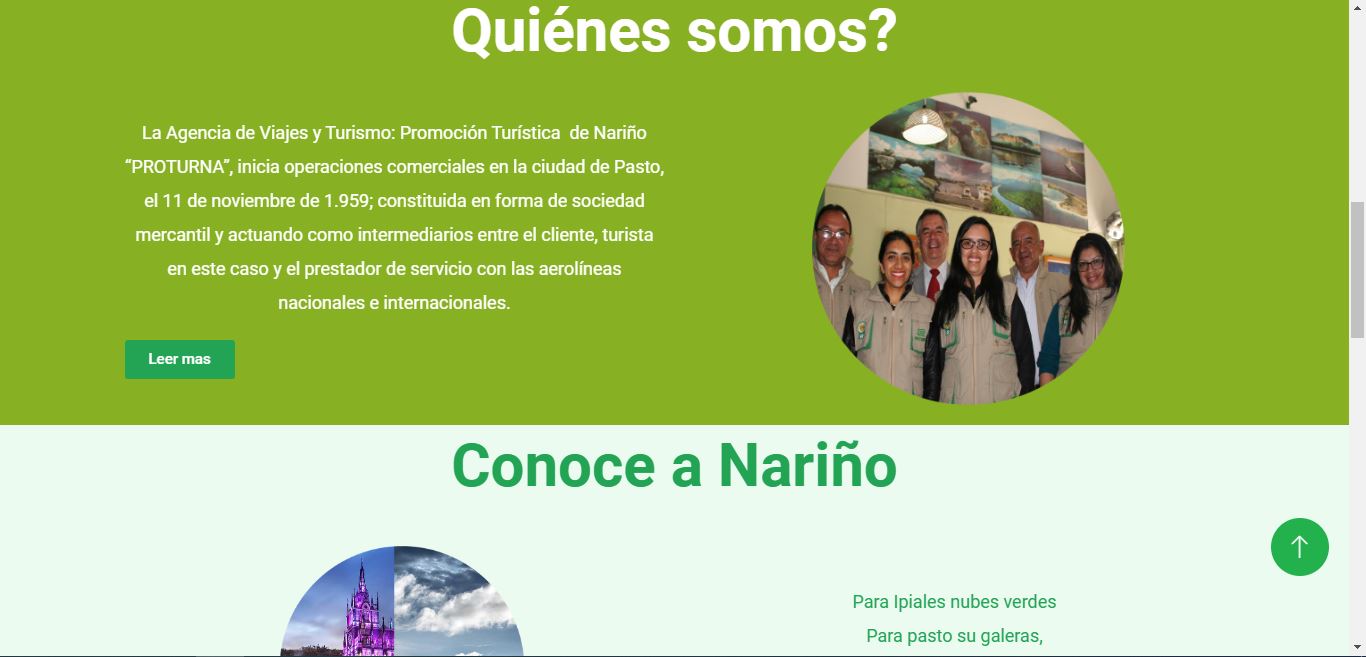 Quiénes somos?
La Agencia de Viajes y Turismo: Promoción Turística de Nariño
“PROTURNA”, inicia operaciones comerciales en la ciudad de Pasto,
el 11 de noviembre de 1.959; constituida en forma de sociedad
mercantil y actuando como intermediarios entre el cliente, turista
en este caso y el prestador de servicio con las aerolíneas
nacionales e internacionales.
Leer mas
Conoce a Nariño
Para Ipiales nubes verdes
Para pasto su galeras,